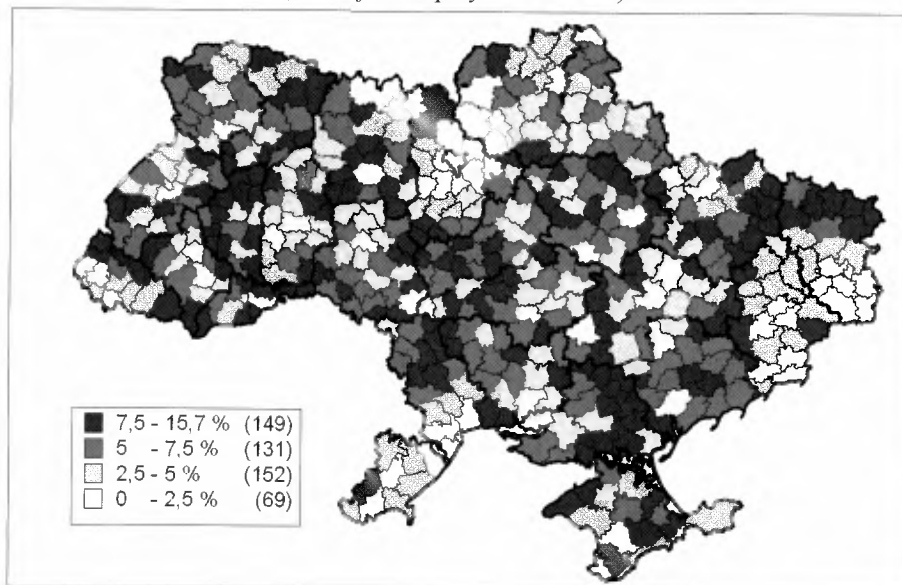 7,5 - 15,7 % (149)
5 - 7,5 % (131)
2,5 - 5 % (152)
0 - 2,5 % (69)